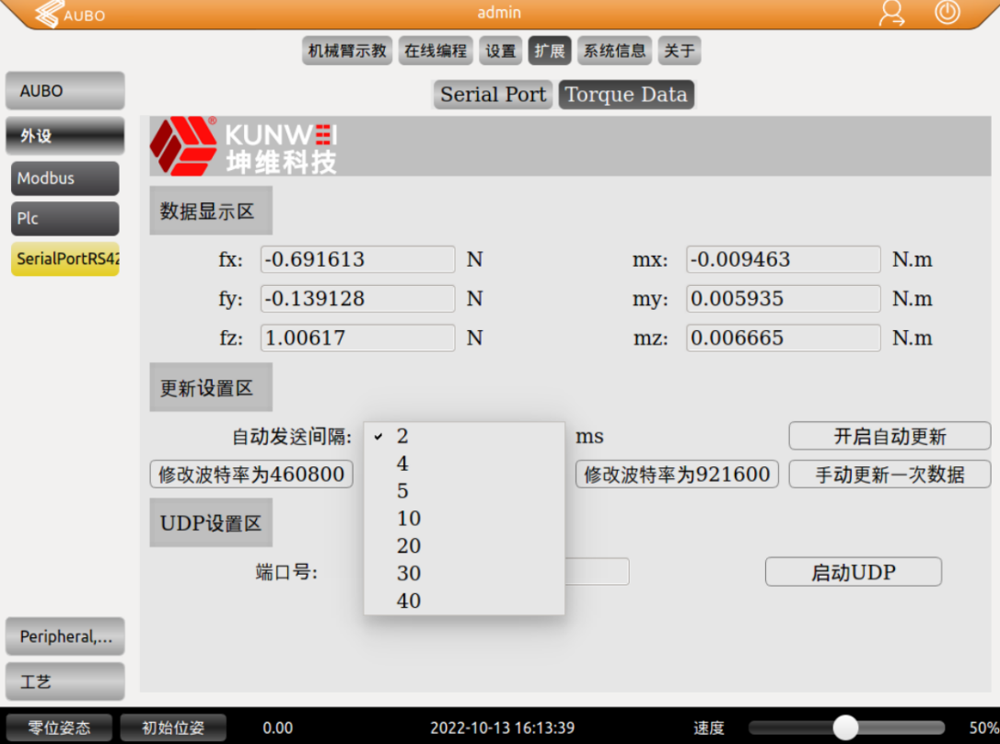 AUBO admin
机械臂示教 在线编程 设置 扩展 系统信息 关于
AUBO
外设
Modbus
Plc
SerialPortRS42
Serial Port Torque Data
KUNWEI ®
坤维科技
数据显示区
fx: -0.691613 N mx: -0.009463 N.m
fy: -0.139128 N my: 0.005935 N.m
fz: 1.00617 N mz: 0.006665 N.m
更新设置区
自动发送间隔: 2 ms 开启自动更新
4
修改波特率为460800 修改波特率为921600 手动更新一次数据
5
10
UDP设置区
20
端口号: 启动UDP
30
40
Peripheral,...
工艺
零位姿态 初始位姿 0.00 2022-10-13 16:13:39 速度 50%